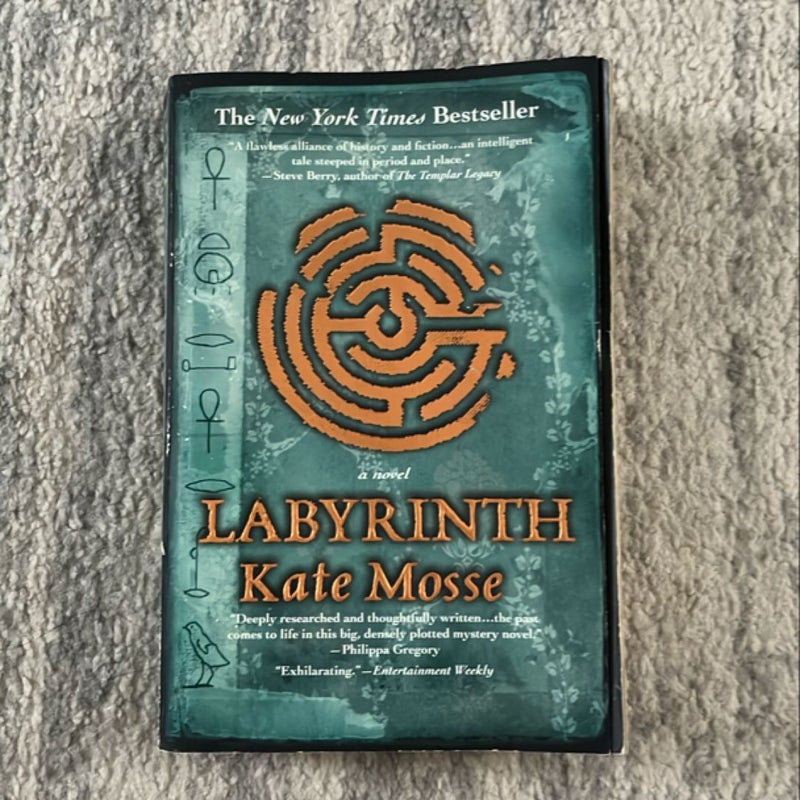 The New York Times Bestseller
"A flawless alliance of history and fiction...an intelligent
tale steeped in period and place."
—Steve Berry, author of The Templar Legacy
a novel
LABYRINTH
Kate Mosse
"Deeply researched and thoughtfully written...the past
comes to life in this big, densely plotted mystery novel."
—Philippa Gregory
"Exhilarating."—Entertainment Weekly